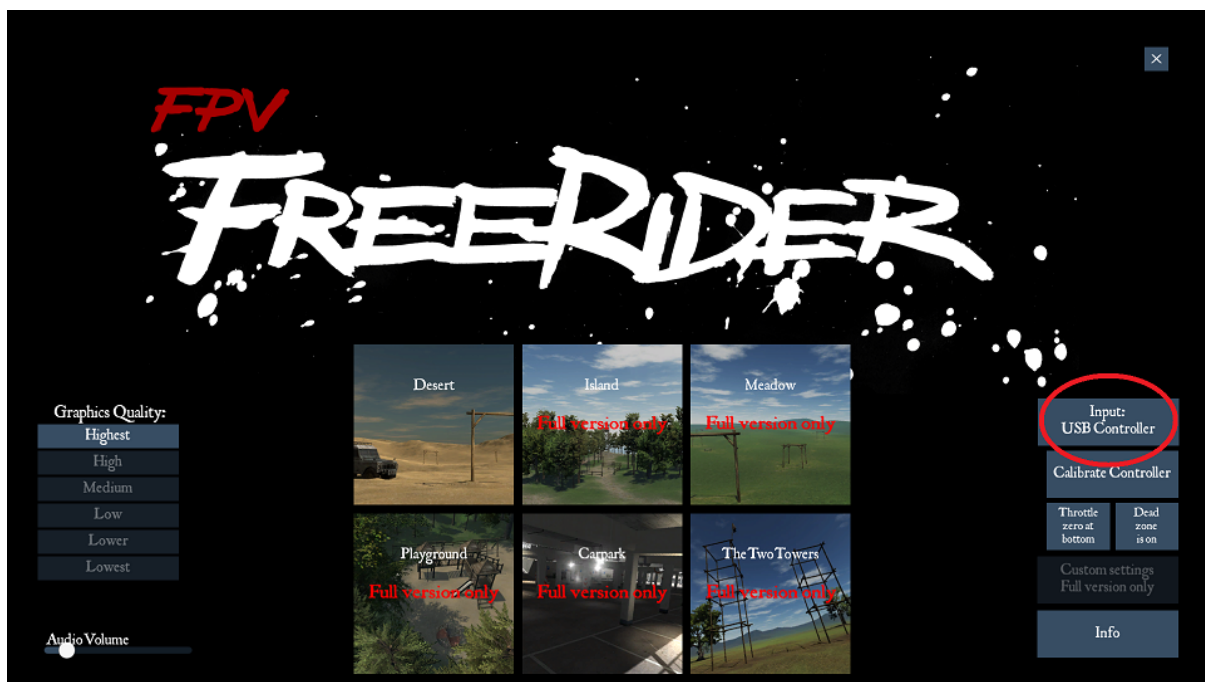 FPV
FREERIDER
×
Graphics Quality:
Highest
High
Medium
Low
Lower
Lowest
Audio Volume
Desert
Island
Full version only
Meadow
Full version only
Playground
Full version only
Carpark
Full version only
The Two Towers
Full version only
Input:
USB Controller
Calibrate Controller
Throttle
zero at
bottom
Dead
zone
is on
Custom settings
Full version only
Info